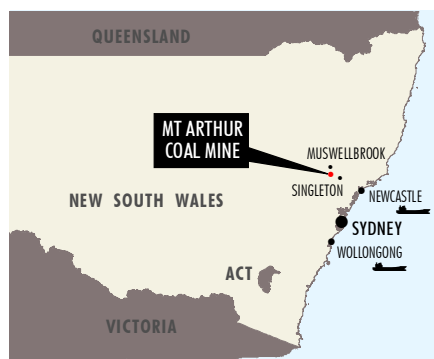 QUEENSLAND
MT ARTHUR
COAL MINE
MUSWELLBROOK
SINGLETON
NEWCASTLE
NEW SOUTH WALES
SYDNEY
WOLLONGONG
ACT
VICTORIA